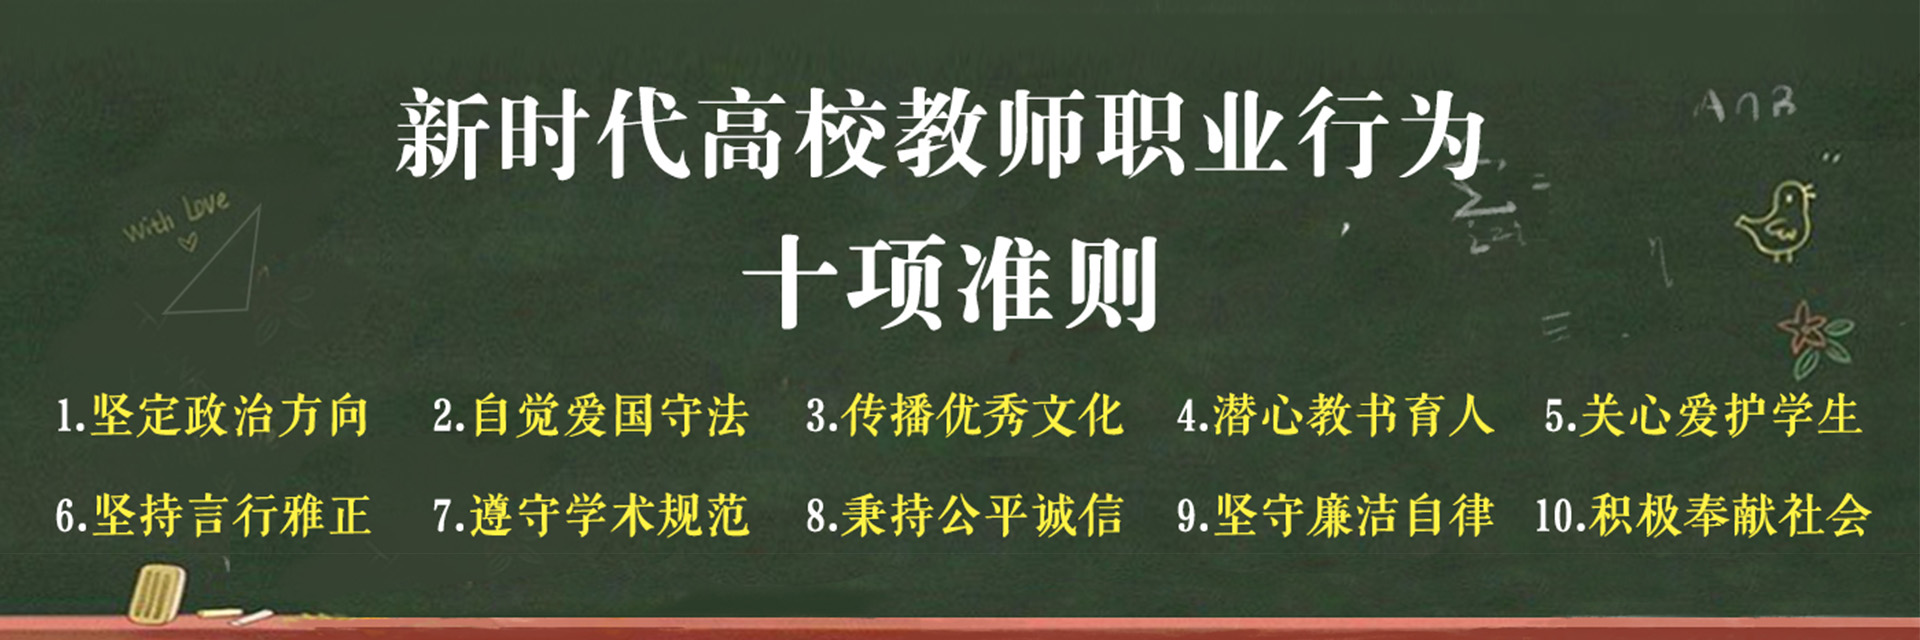 新时代高校教师职业行为
十项准则
A∩B
With Love
1.坚定政治方向 2.自觉爱国守法 3.传播优秀文化 4.潜心教书育人 5.关心爱护学生
6.坚持言行雅正 7.遵守学术规范 8.秉持公平诚信 9.坚守廉洁自律 10.积极奉献社会